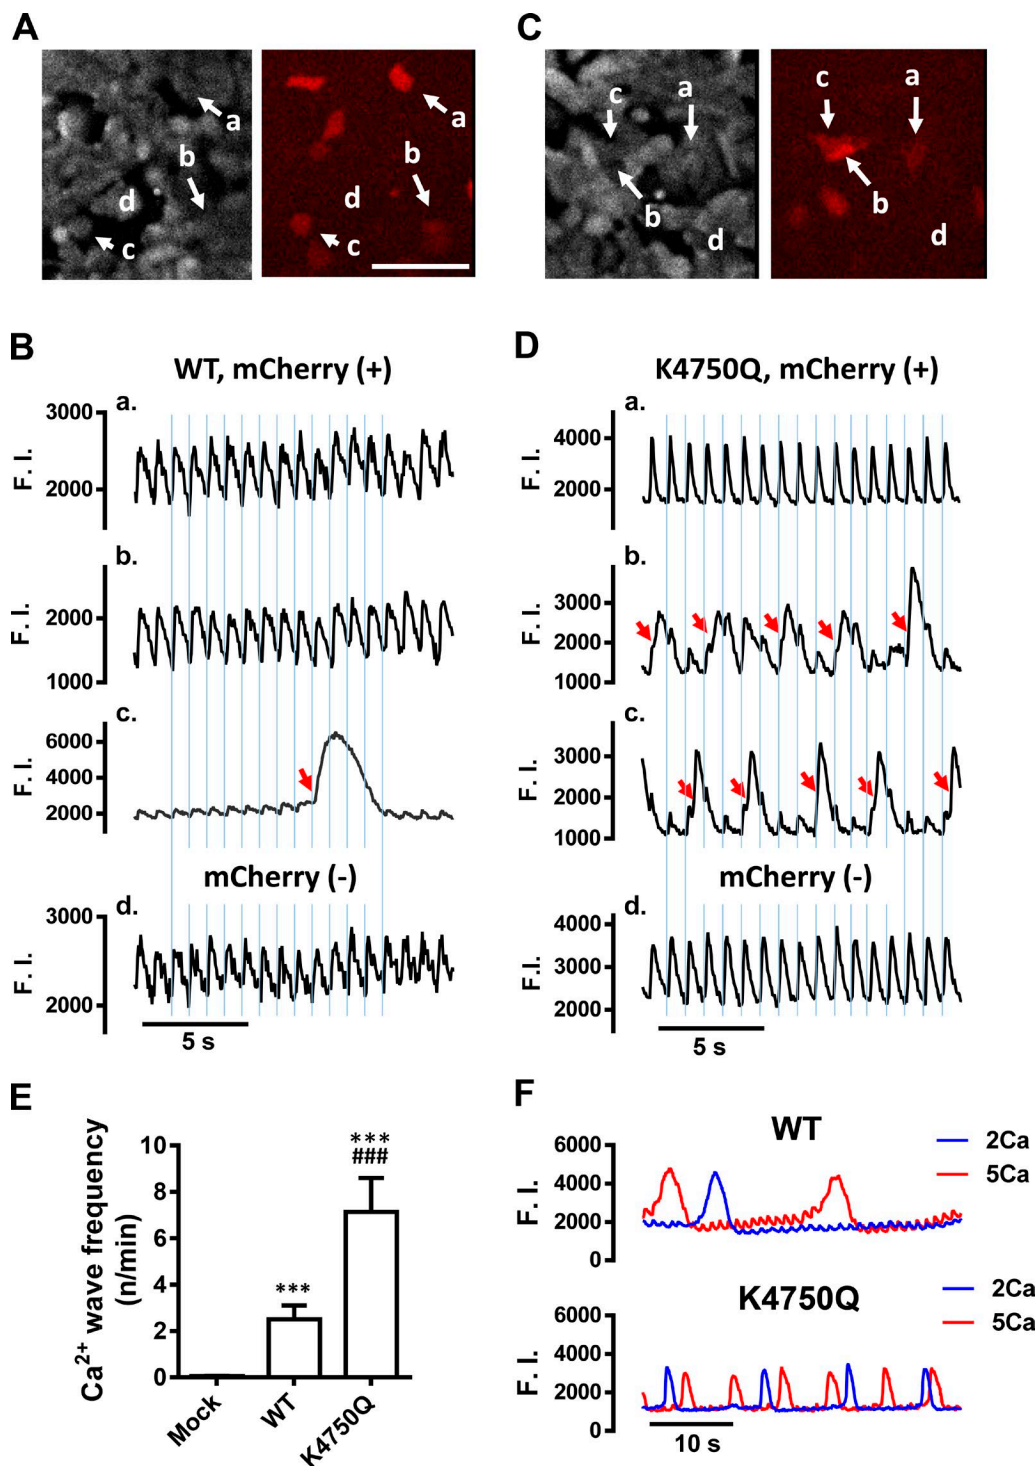 A
a
b
d
c
a
b
d
c
C
c
a
b
d
c
a
b
d
B
WT, mCherry (+)
a.
3000
2000
F. I.
b.
2000
1000
F. I.
c.
6000
4000
2000
F. I.
mCherry (-)
d.
3000
2000
F. I.
5 s
D
K4750Q, mCherry (+)
a.
4000
2000
F. I.
b.
3000
2000
1000
F. I.
c.
3000
2000
1000
F. I.
mCherry (-)
d.
4000
3000
2000
F.I.
5 s
E
Ca2+ wave frequency
(n/min)
10
8
6
4
2
0
***
***
###
Mock
WT
K4750Q
F
WT
6000
4000
2000
0
F. I.
2Ca
5Ca
K4750Q
6000
4000
2000
0
F. I.
2Ca
5Ca
10 s